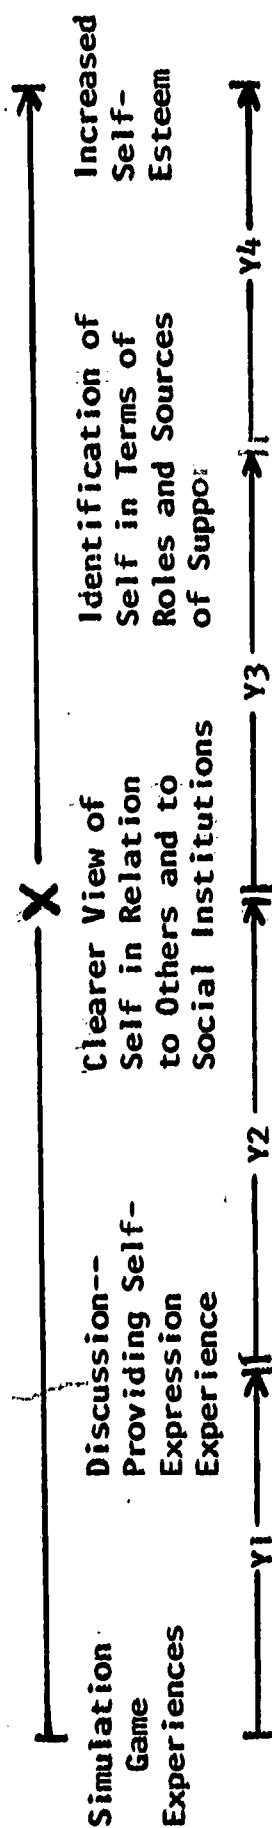 X
Simulation
Game
Experiences
Discussion--
Providing Self-
Expression
Experience
Clearer View of
Self in Relation
to Others and to
Social Institutions
Identification of
Self in Terms of
Roles and Sources
of
Increased
Self-
Esteem
Y1
Y2
Y3
Y4